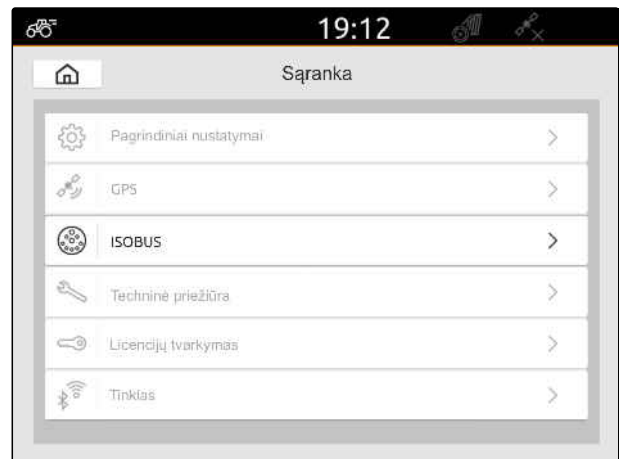 19:12
Sąranka
Pagrindiniai nustatymai
GPS
ISOBUS
Techninė priežiūra
Licencijų tvarkymas
Tinklas